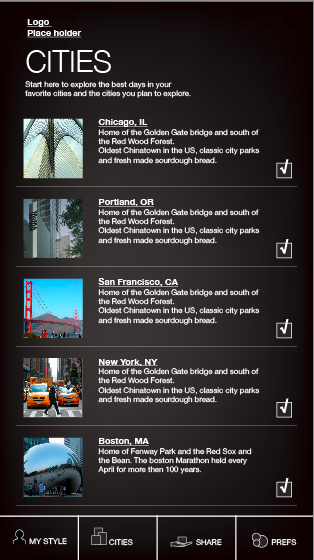 Logo
Place holder
CITIES
Start here to explore the best days in your
favorite cities and the cities you plan to explore.
Chicago, IL
Home of the Golden Gate bridge and south of
the Red Wood Forest.
Oldest Chinatown in the US, classic city parks
and fresh made sourdough bread.
Portland, OR
Home of the Golden Gate bridge and south of
the Red Wood Forest.
Oldest Chinatown in the US, classic city parks
and fresh made sourdough bread.
San Francisco, CA
Home of the Golden Gate bridge and south of
the Red Wood Forest.
Oldest Chinatown in the US, classic city parks
and fresh made sourdough bread.
New York, NY
Home of the Golden Gate bridge and south of
the Red Wood Forest.
Oldest Chinatown in the US, classic city parks
and fresh made sourdough bread.
Boston, MA
Home of Fenway Park and the Red Sox and
the Bean. The boston Marathon held every
April for more then 100 years.
MY STYLE
CITIES
SHARE
PREFS